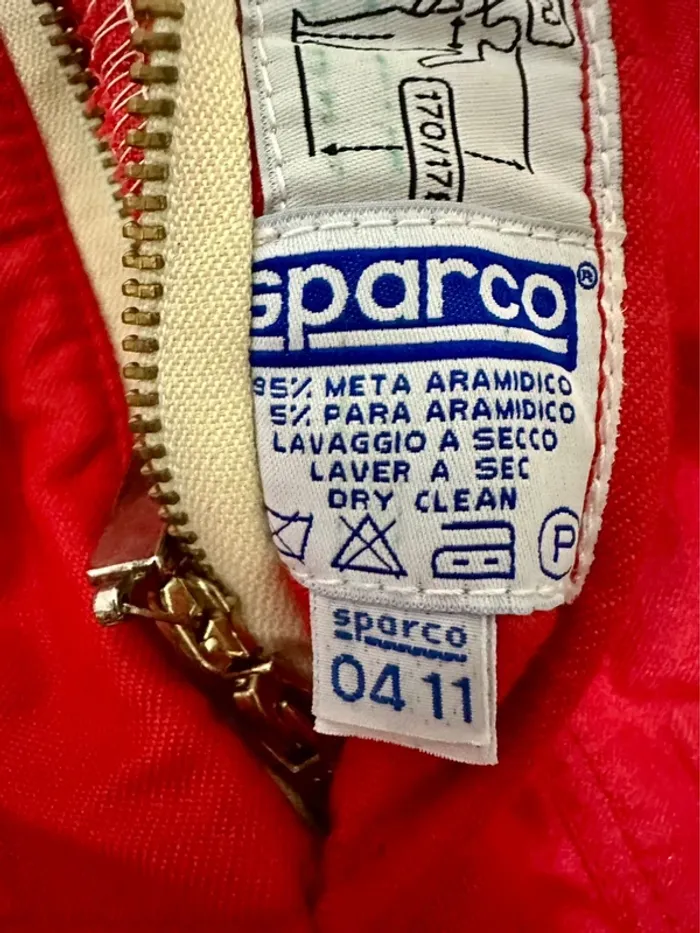 170/17
sparco®
95% META ARAMIDICO
5% PARA ARAMIDICO
LAVAGGIO A SECCO
LAVER A SEC
DRY CLEAN
P
sparco
04 11